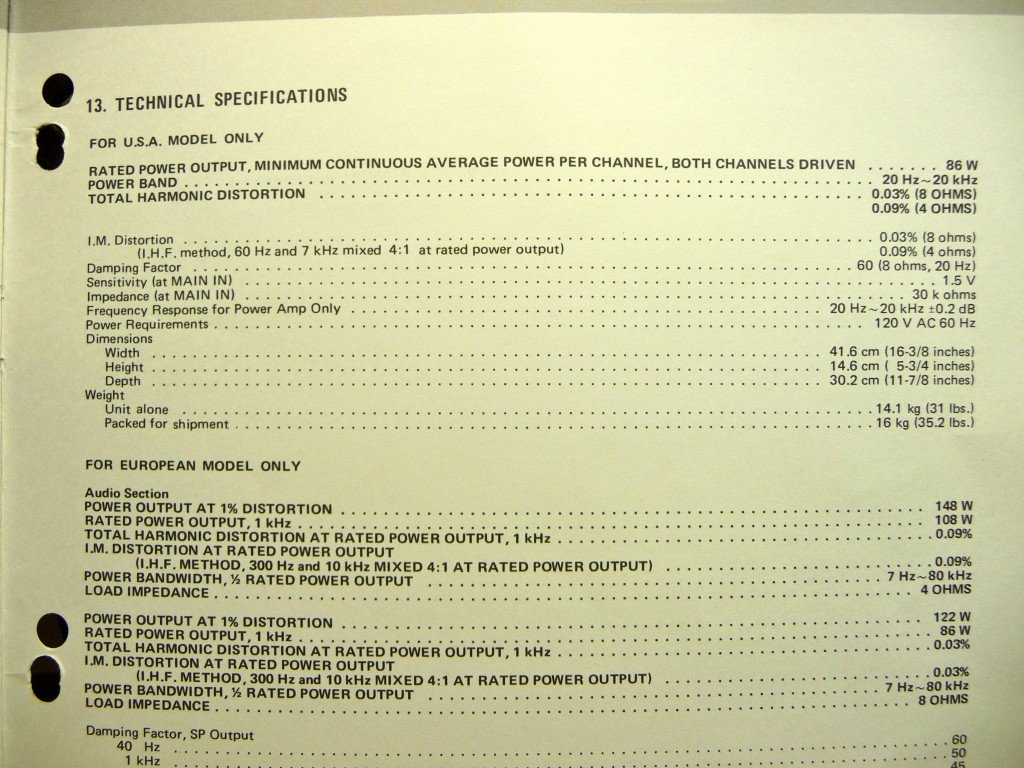 13. TECHNICAL SPECIFICATIONS
FOR U.S.A. MODEL ONLY
RATED POWER OUTPUT, MINIMUM CONTINUOUS AVERAGE POWER PER CHANNEL, BOTH CHANNELS DRIVEN ....... 86 W
POWER BAND ....... 20 Hz~20 kHz
TOTAL HARMONIC DISTORTION ....... 0.03% (8 OHMS)
0.09% (4 OHMS)
I.M. Distortion ....... 0.03% (8 ohms)
(I.H.F. method, 60 Hz and 7 kHz mixed 4:1 at rated power output) 0.09% (4 ohms)
Damping Factor ....... 60 (8 ohms, 20 Hz)
Sensitivity (at MAIN IN) ....... 1.5 V
Impedance (at MAIN IN) ....... 30 k ohms
Frequency Response for Power Amp Only ....... 20 Hz~20 kHz ±0.2 dB
Power Requirements ....... 120 V AC 60 Hz
Dimensions
Width ....... 41.6 cm (16-3/8 inches)
Height ....... 14.6 cm ( 5-3/4 inches)
Depth ....... 30.2 cm (11-7/8 inches)
Weight
Unit alone ....... 14.1 kg (31 lbs.)
Packed for shipment ....... 16 kg (35.2 lbs.)
FOR EUROPEAN MODEL ONLY
Audio Section
POWER OUTPUT AT 1% DISTORTION ....... 148 W
RATED POWER OUTPUT, 1 kHz ....... 108 W
TOTAL HARMONIC DISTORTION AT RATED POWER OUTPUT, 1 kHz ....... 0.09%
I.M. DISTORTION AT RATED POWER OUTPUT
(I.H.F. METHOD, 300 Hz and 10 kHz MIXED 4:1 AT RATED POWER OUTPUT) ....... 0.09%
POWER BANDWIDTH, ½ RATED POWER OUTPUT ....... 7 Hz~80 kHz
LOAD IMPEDANCE ....... 4 OHMS
POWER OUTPUT AT 1% DISTORTION ....... 122 W
RATED POWER OUTPUT, 1 kHz ....... 86 W
TOTAL HARMONIC DISTORTION AT RATED POWER OUTPUT, 1 kHz ....... 0.03%
I.M. DISTORTION AT RATED POWER OUTPUT
(I.H.F. METHOD, 300 Hz and 10 kHz MIXED 4:1 AT RATED POWER OUTPUT) ....... 0.03%
POWER BANDWIDTH, ½ RATED POWER OUTPUT ....... 7 Hz~80 kHz
LOAD IMPEDANCE ....... 8 OHMS
Damping Factor, SP Output
40 Hz ....... 60
1 kHz ....... 50
45